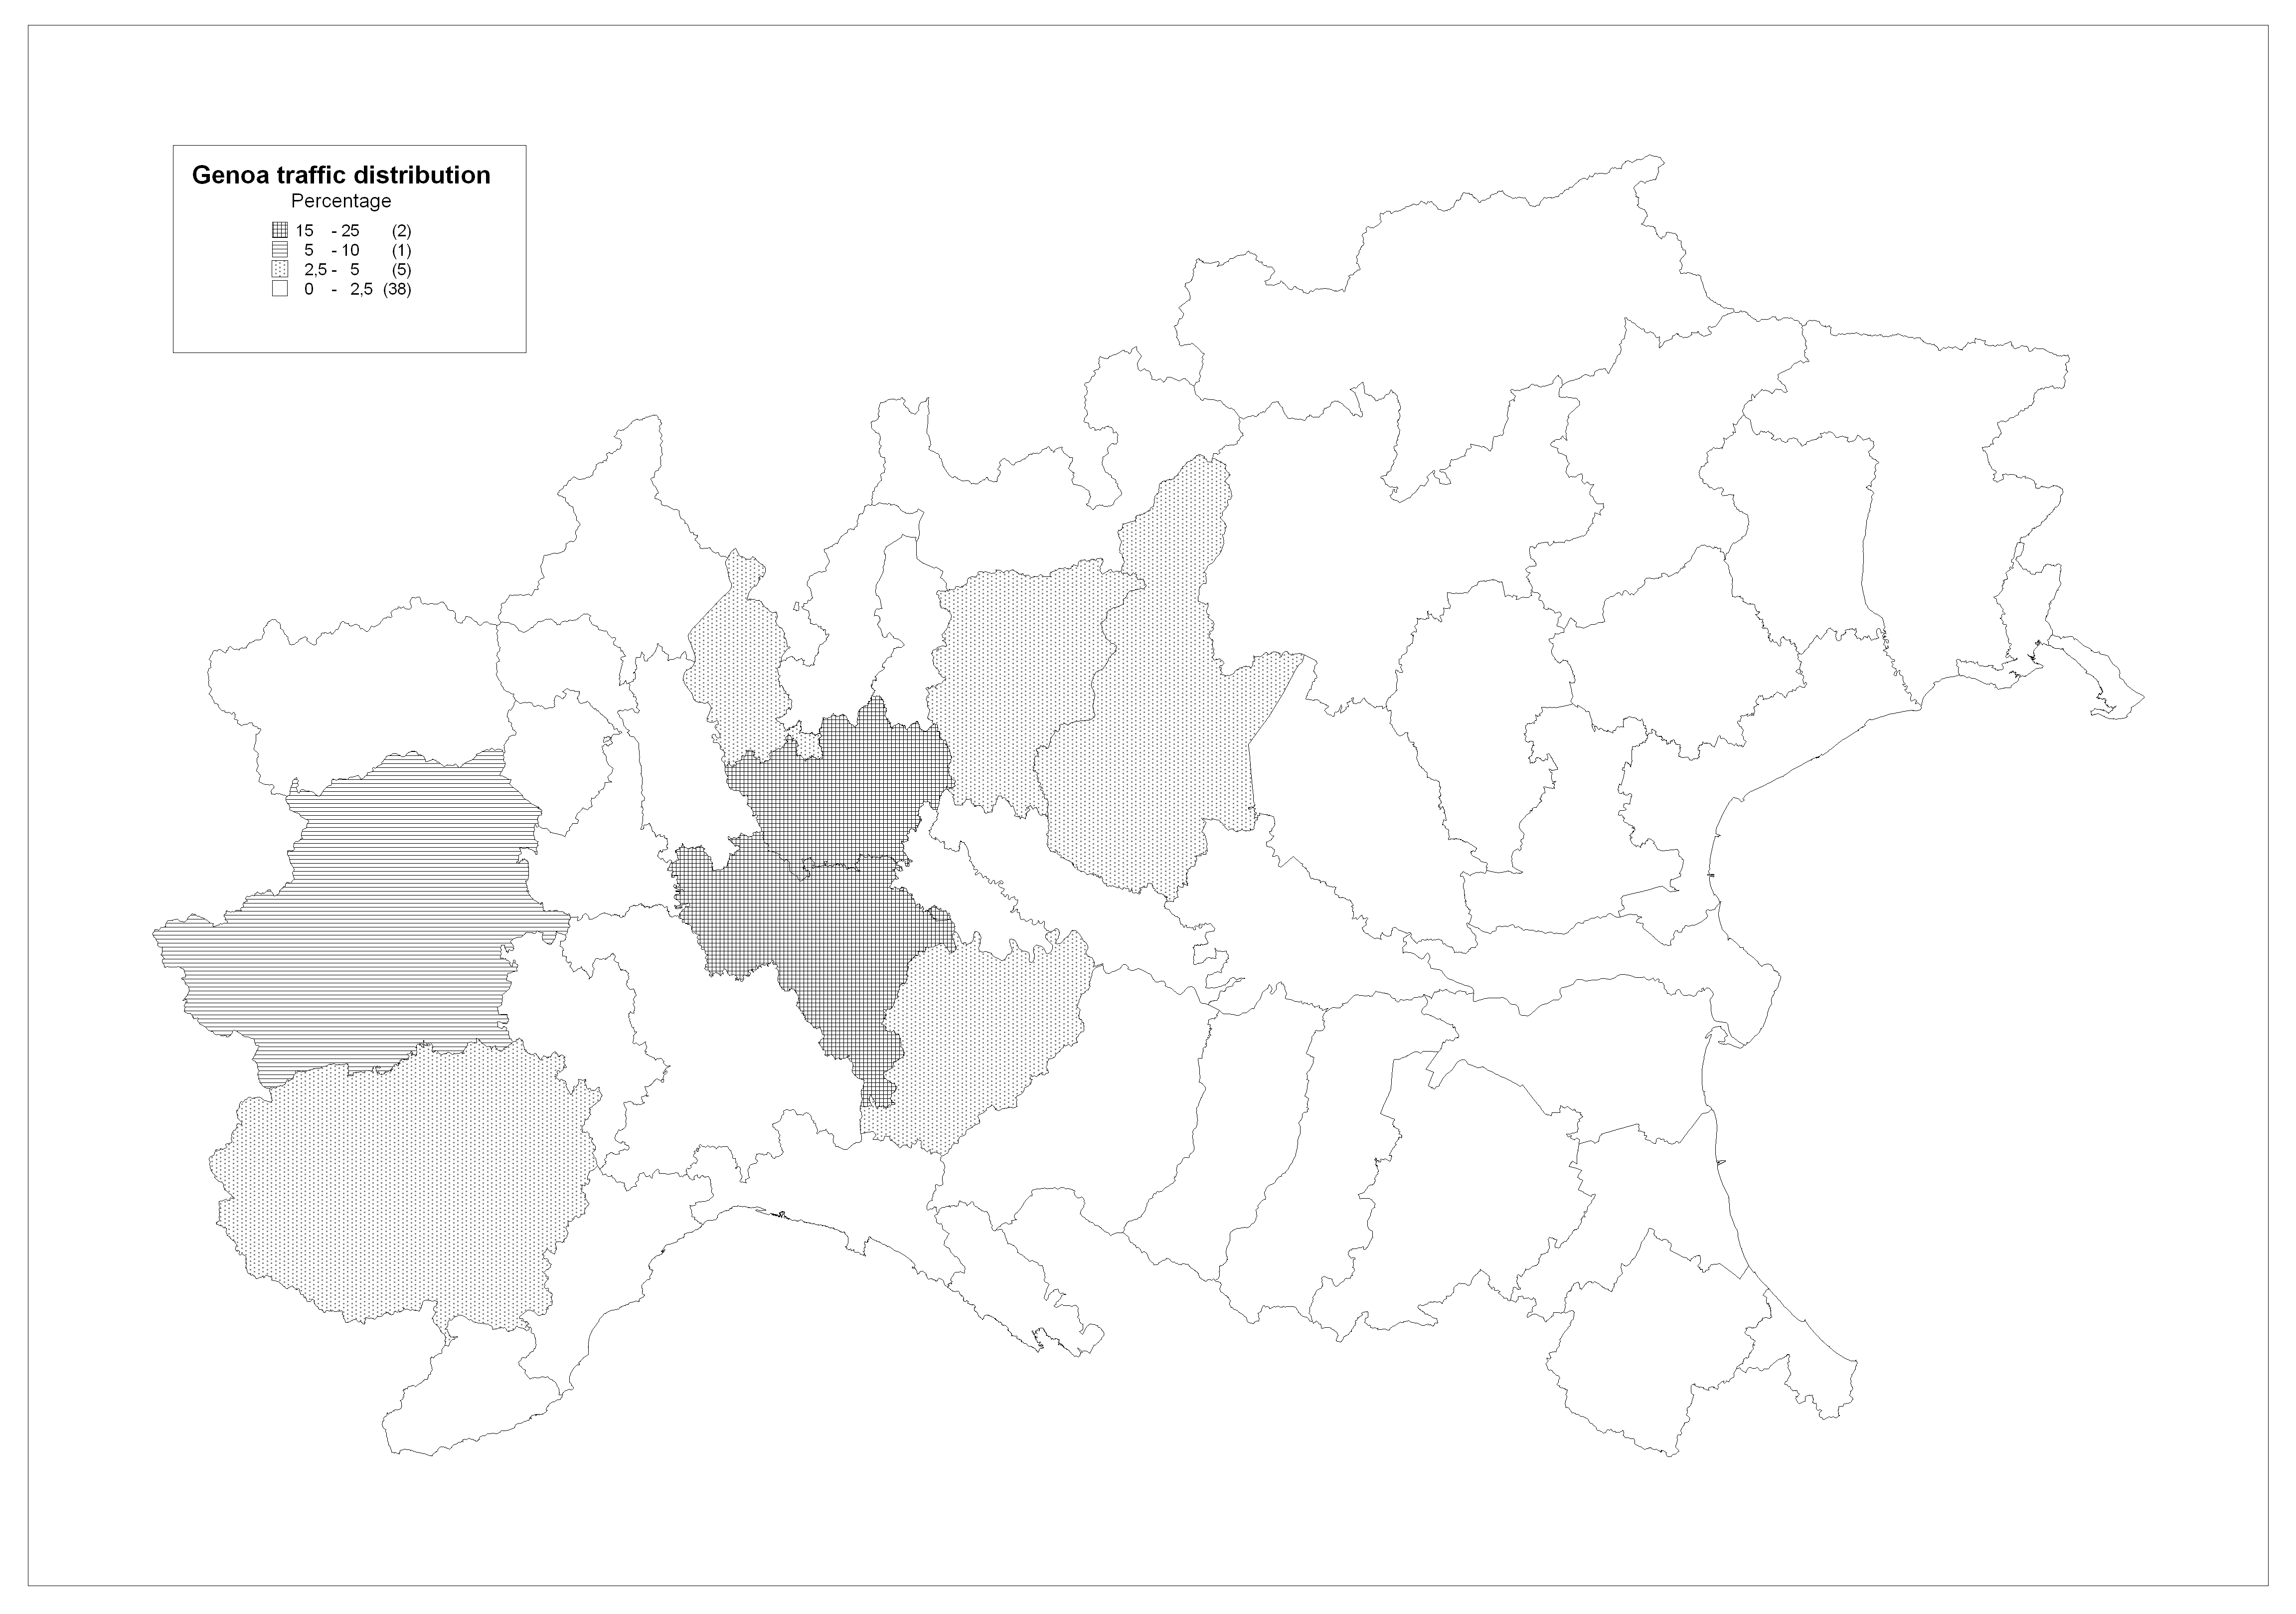 Genoa traffic distribution
Percentage
15 - 25 (2)
5 - 10 (1)
2,5 - 5 (5)
0 - 2,5 (38)